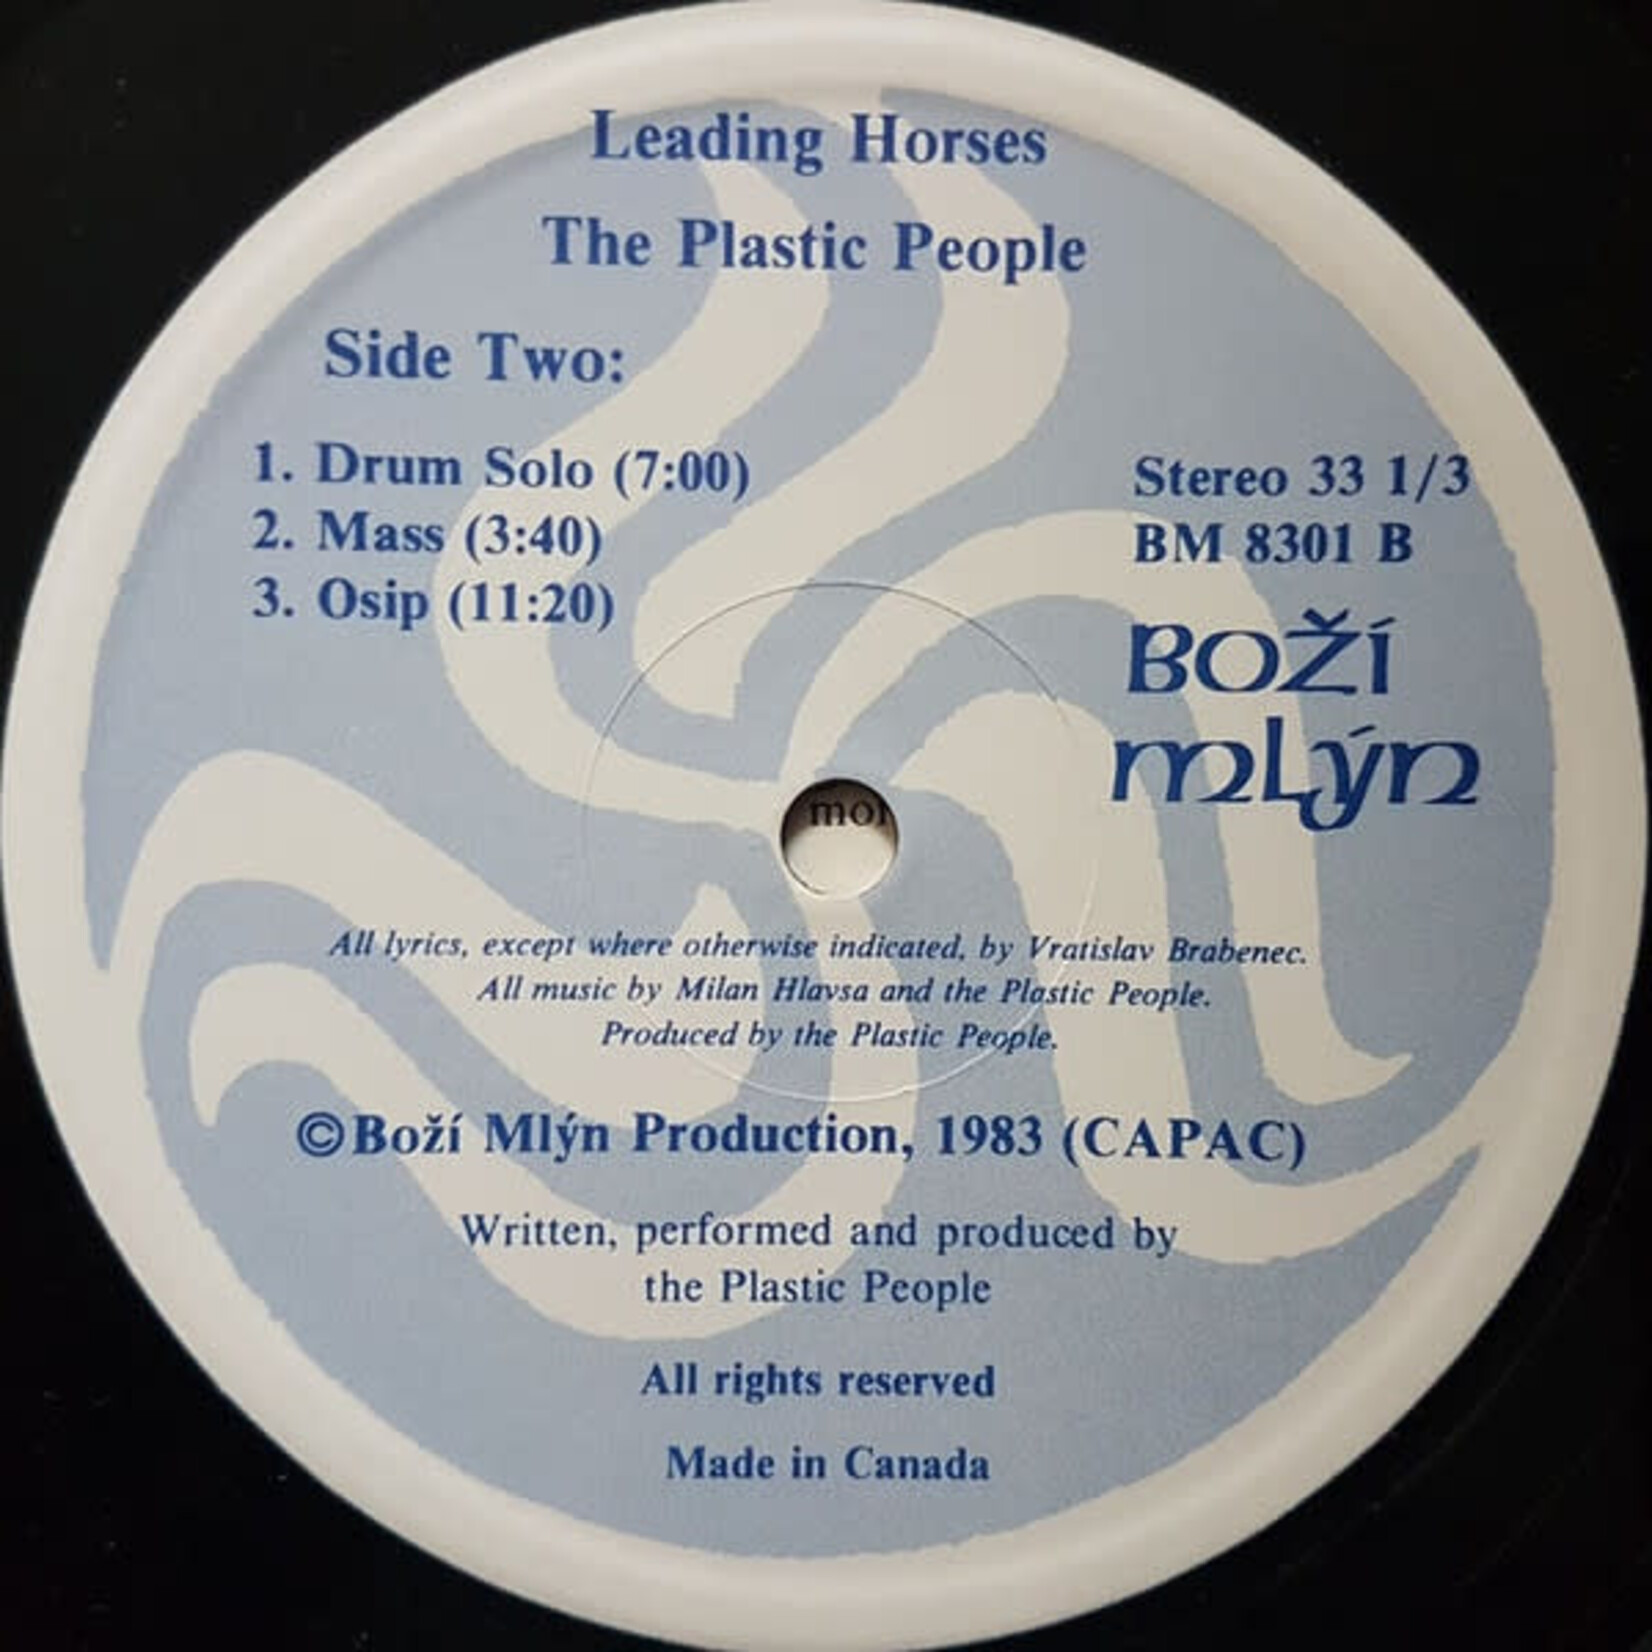 Leading Horses
The Plastic People
Side Two:
1. Drum Solo (7:00)
2. Mass (3:40)
3. Osip (11:20)
Stereo 33 1/3
BM 8301 B
Boží
mlýn
mol
All lyrics, except where otherwise indicated, by Vratislav Brabenec.
All music by Milan Hlavsa and the Plastic People.
Produced by the Plastic People.
©Boží Mlýn Production, 1983 (CAPAC)
Written, performed and produced by
the Plastic People
All rights reserved
Made in Canada